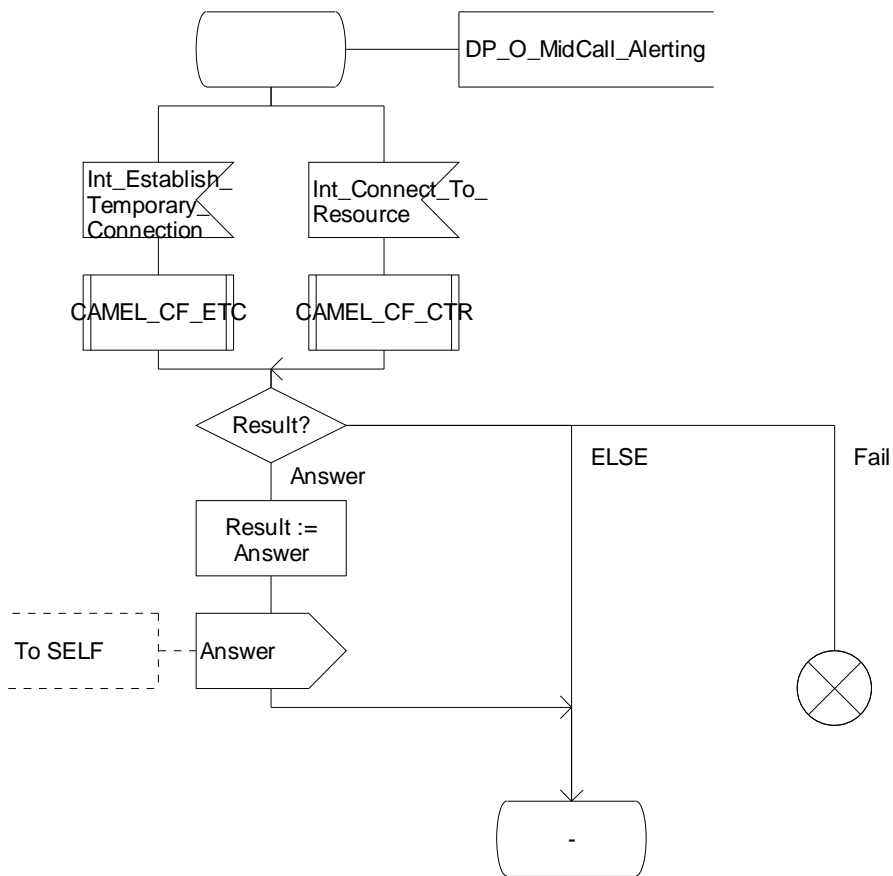 DP_O_MidCall_Alerting
Int_Establish_
Temporary_
Connection
Int_Connect_To_
Resource
CAMEL_CF_ETC
CAMEL_CF_CTR
Result?
ELSE
Fail
Answer
Result :=
Answer
To SELF
Answer
-